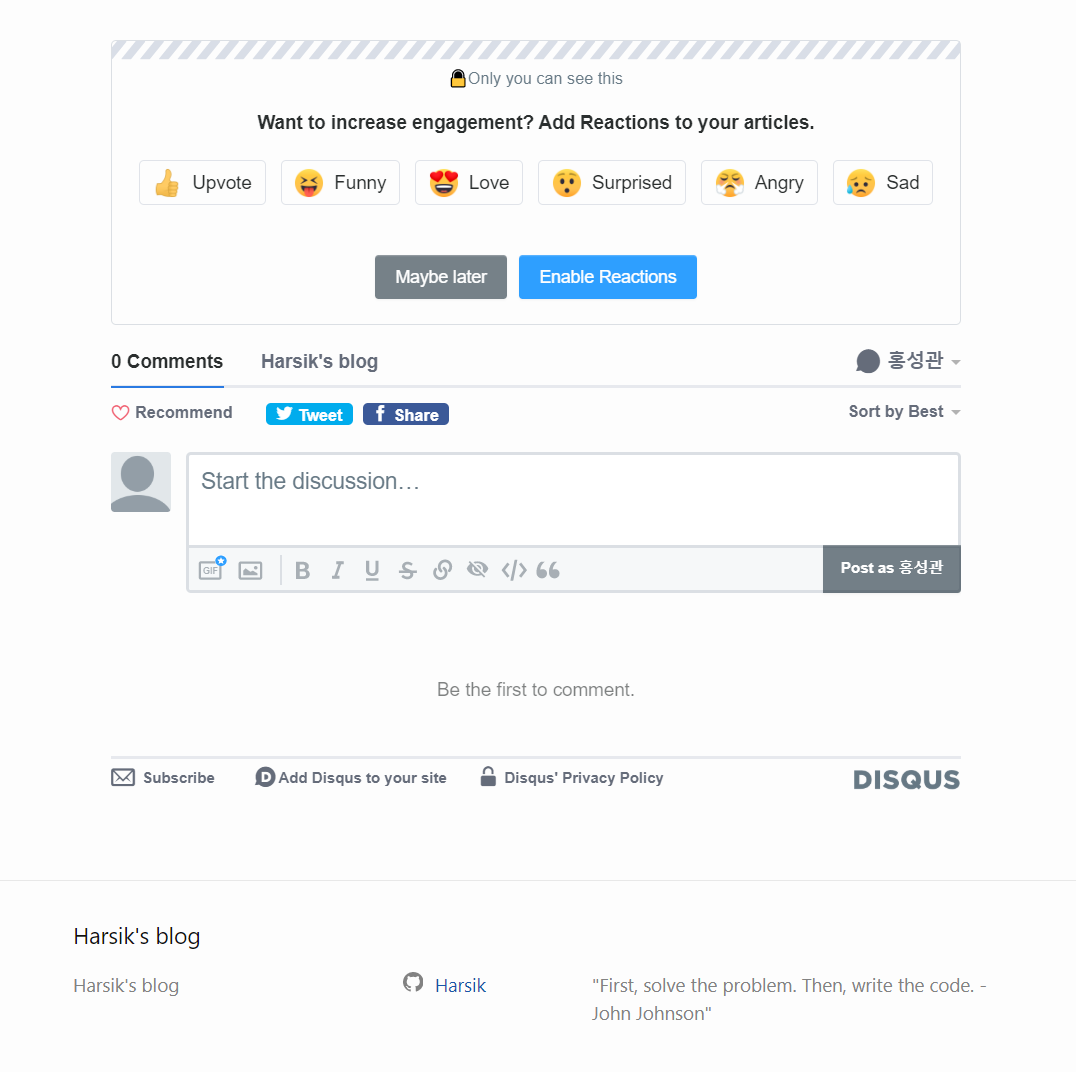 Only you can see this
Want to increase engagement? Add Reactions to your articles.
Upvote Funny Love Surprised Angry Sad
Maybe later Enable Reactions
0 Comments Harsik's blog 홍성관
Recommend Tweet f Share Sort by Best
Start the discussion…
GIF B I U S </> Post as 홍성관
Be the first to comment.
Subscribe D Add Disqus to your site Disqus' Privacy Policy DISQUS
Harsik's blog
Harsik's blog Harsik "First, solve the problem. Then, write the code. -
John Johnson"